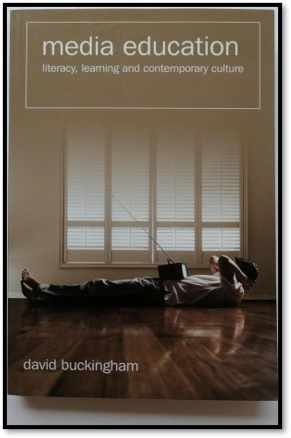 media education
literacy, learning and contemporary culture
david buckingham